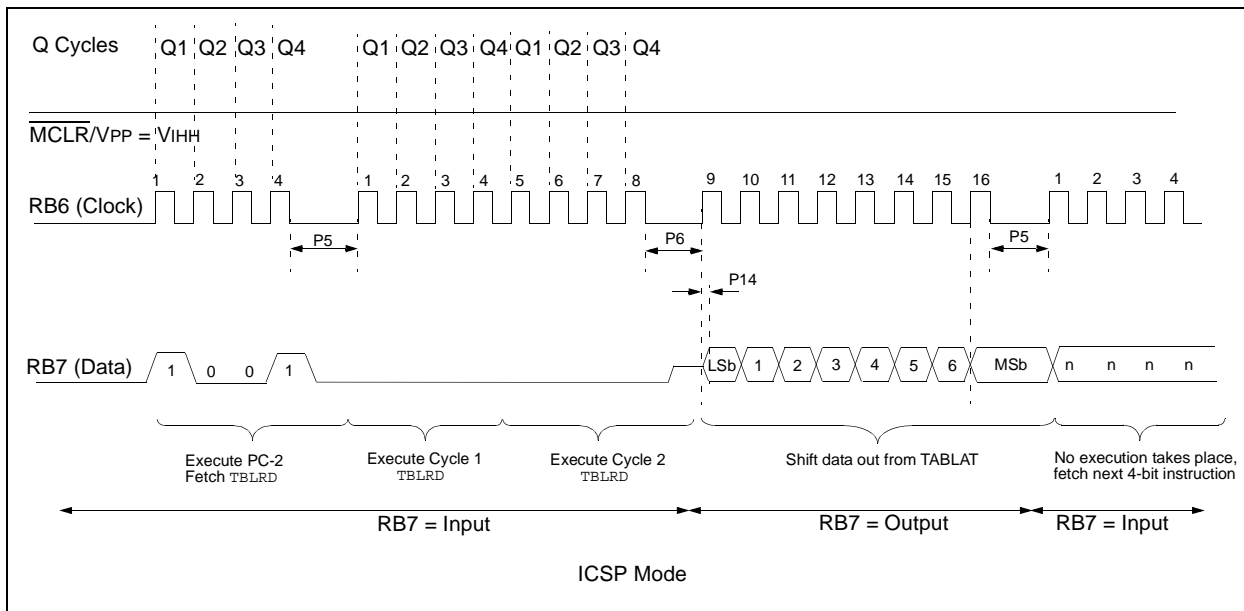 Q Cycles Q1 Q2 Q3 Q4 Q1 Q2 Q3 Q4 Q1 Q2 Q3 Q4
MCLR/VPP = VIHH
1 2 3 4 1 2 3 4 5 6 7 8 9 10 11 12 13 14 15 16 1 2 3 4
RB6 (Clock)
P5 P6 P5
P14
RB7 (Data) 1 0 0 1 LSb 1 2 3 4 5 6 MSb n n n n
Execute PC-2
Fetch TBLRD
Execute Cycle 1
TBLRD
Execute Cycle 2
TBLRD
Shift data out from TABLAT
No execution takes place,
fetch next 4-bit instruction
RB7 = Input RB7 = Output RB7 = Input
ICSP Mode